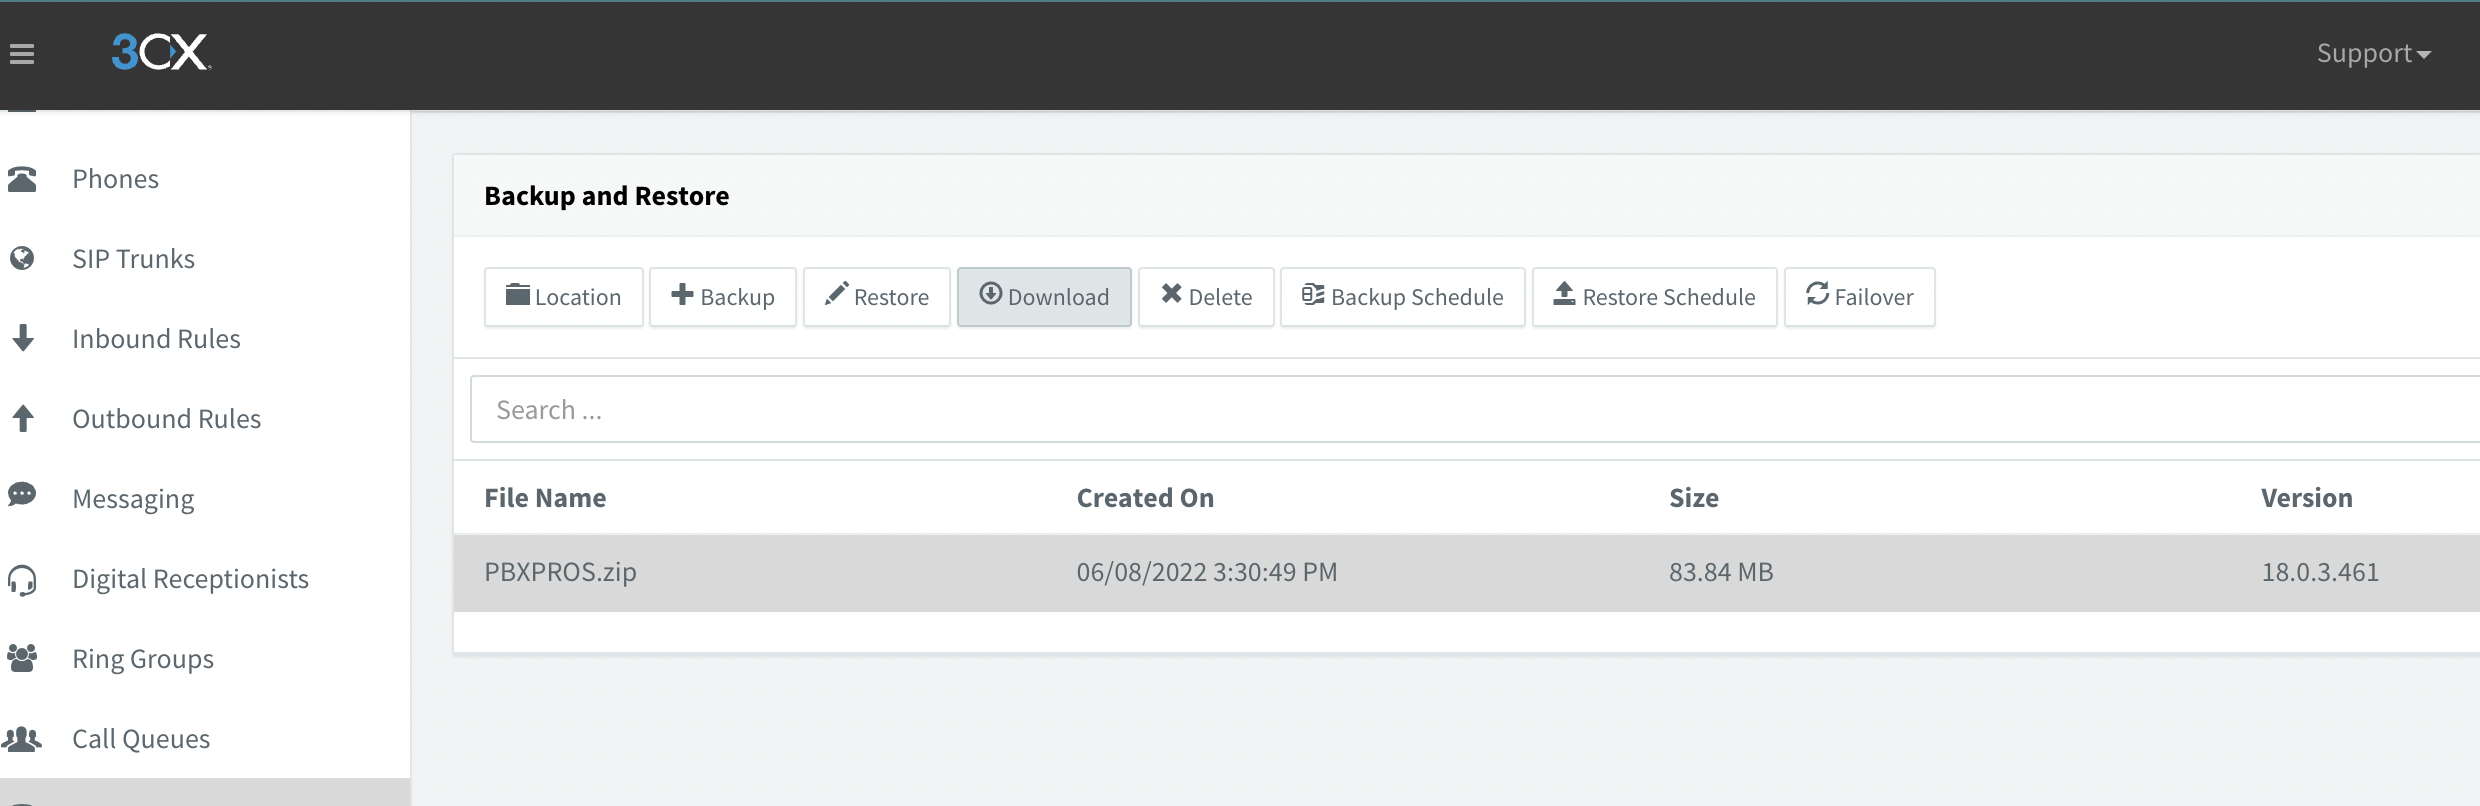 3CX
Support
Phones
SIP Trunks
Inbound Rules
Outbound Rules
Messaging
Digital Receptionists
Ring Groups
Call Queues
Backup and Restore
Location Backup Restore Download Delete Backup Schedule Restore Schedule Failover
Search ...
File Name Created On Size Version
PBXPROS.zip 06/08/2022 3:30:49 PM 83.84 MB 18.0.3.461